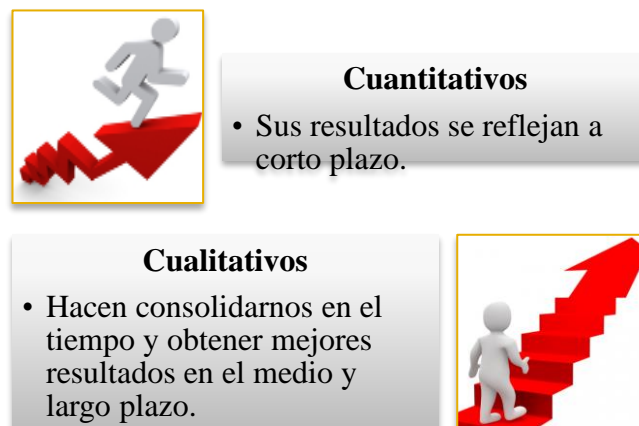 Cuantitativos
• Sus resultados se reflejan a
corto plazo.
Cualitativos
• Hacen consolidarnos en el
tiempo y obtener mejores
resultados en el medio y
largo plazo.